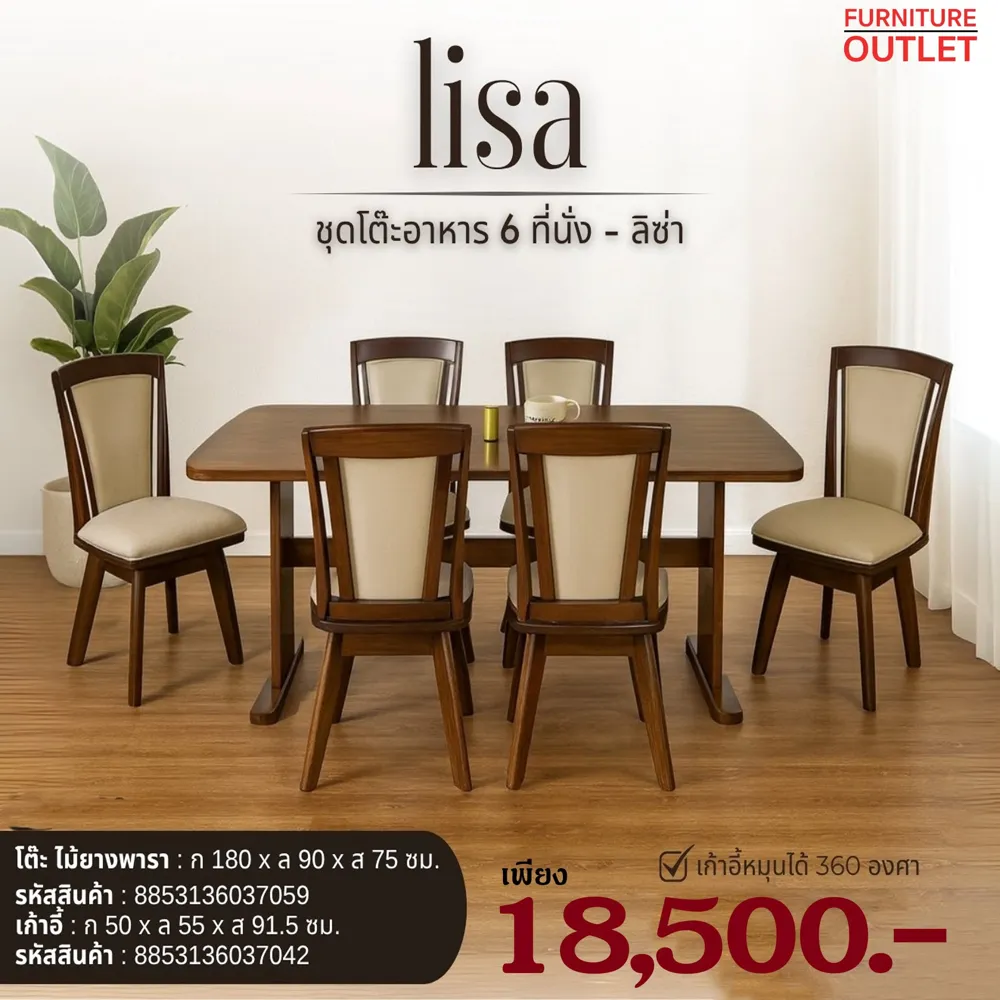 FURNITURE
OUTLET
lisa
ชุดโต๊ะอาหาร 6 ที่นั่ง - ลิซ่า
โต๊ะ ไม้ยางพารา : ก 180 x ล 90 x ส 75 ซม.
รหัสสินค้า : 8853136037059
เก้าอี้ : ก 50 x ล 55 x ส 91.5 ซม.
รหัสสินค้า : 8853136037042
เก้าอี้หมุนได้ 360 องศา
เพียง
18,500.-